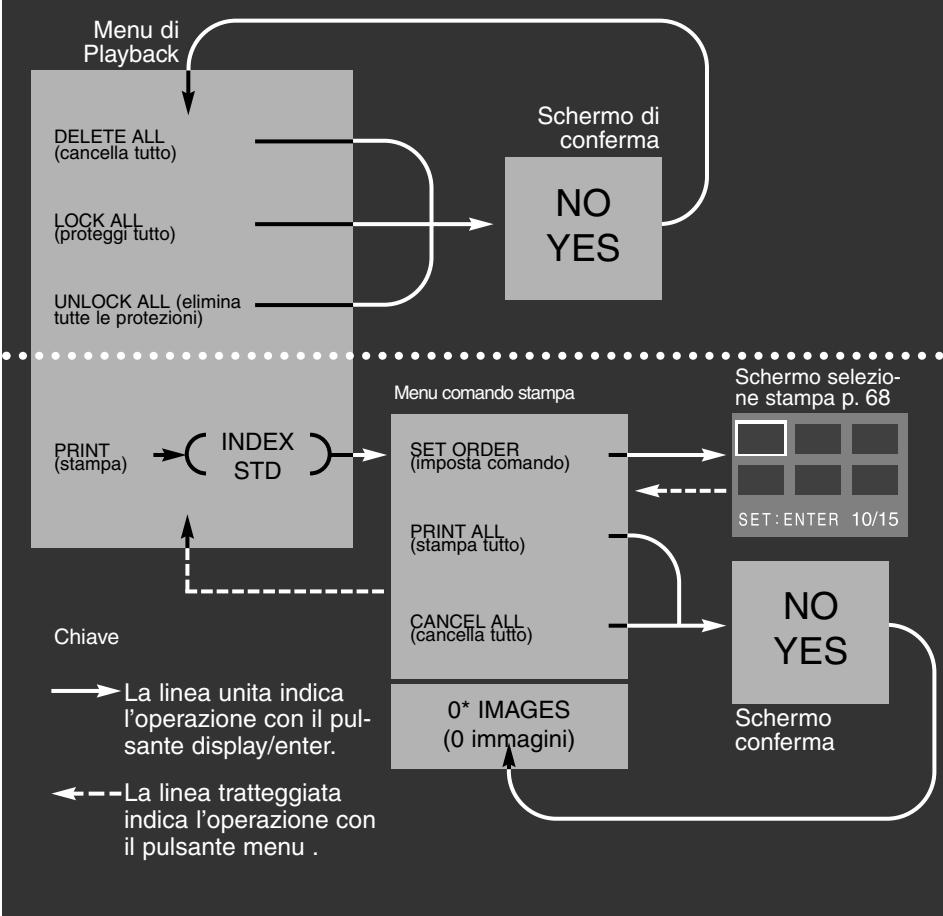 Menu di
Playback
DELETE ALL
(cancella tutto)
LOCK ALL
(proteggi tutto)
UNLOCK ALL (elimina
tutte le protezioni)
Schermo di
conferma
NO
YES
PRINT
(stampa)
INDEX
STD
Menu comando stampa
SET ORDER
(imposta comando)
PRINT ALL
(stampa tutto)
CANCEL ALL
(cancella tutto)
0* IMAGES
(0 immagini)
Schermo selezio-
ne stampa p. 68
SET:ENTER 10/15
NO
YES
Schermo
conferma
Chiave
La linea unita indica
l'operazione con il pul-
sante display/enter.
La linea tratteggiata
indica l'operazione con
il pulsante menu .